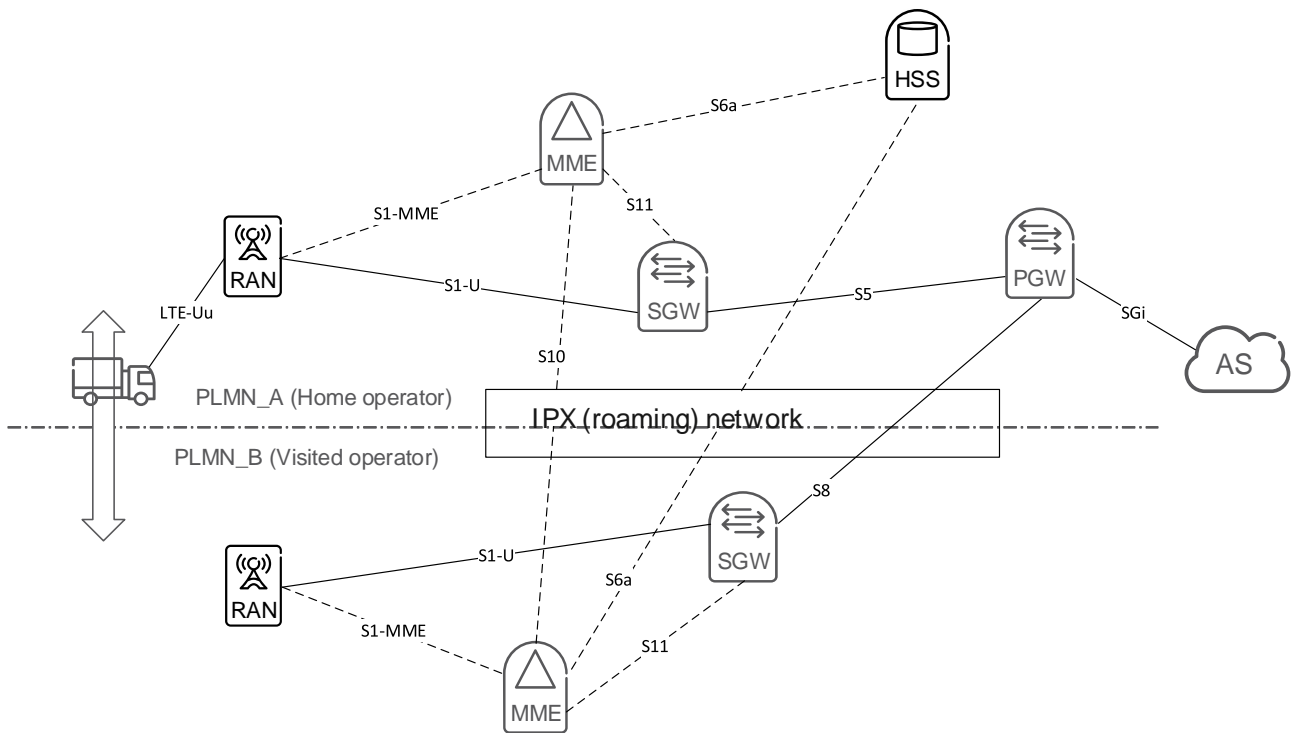 HSS
S6a
MME
S11
S1-MME
RAN
PGW
S1-U
SGW
S5
SGi
LTE-Uu
S10
AS
PLMN_A (Home operator)
IPX (roaming) network
PLMN_B (Visited operator)
S8
S1-U
SGW
S6a
RAN
S1-MME
S11
MME